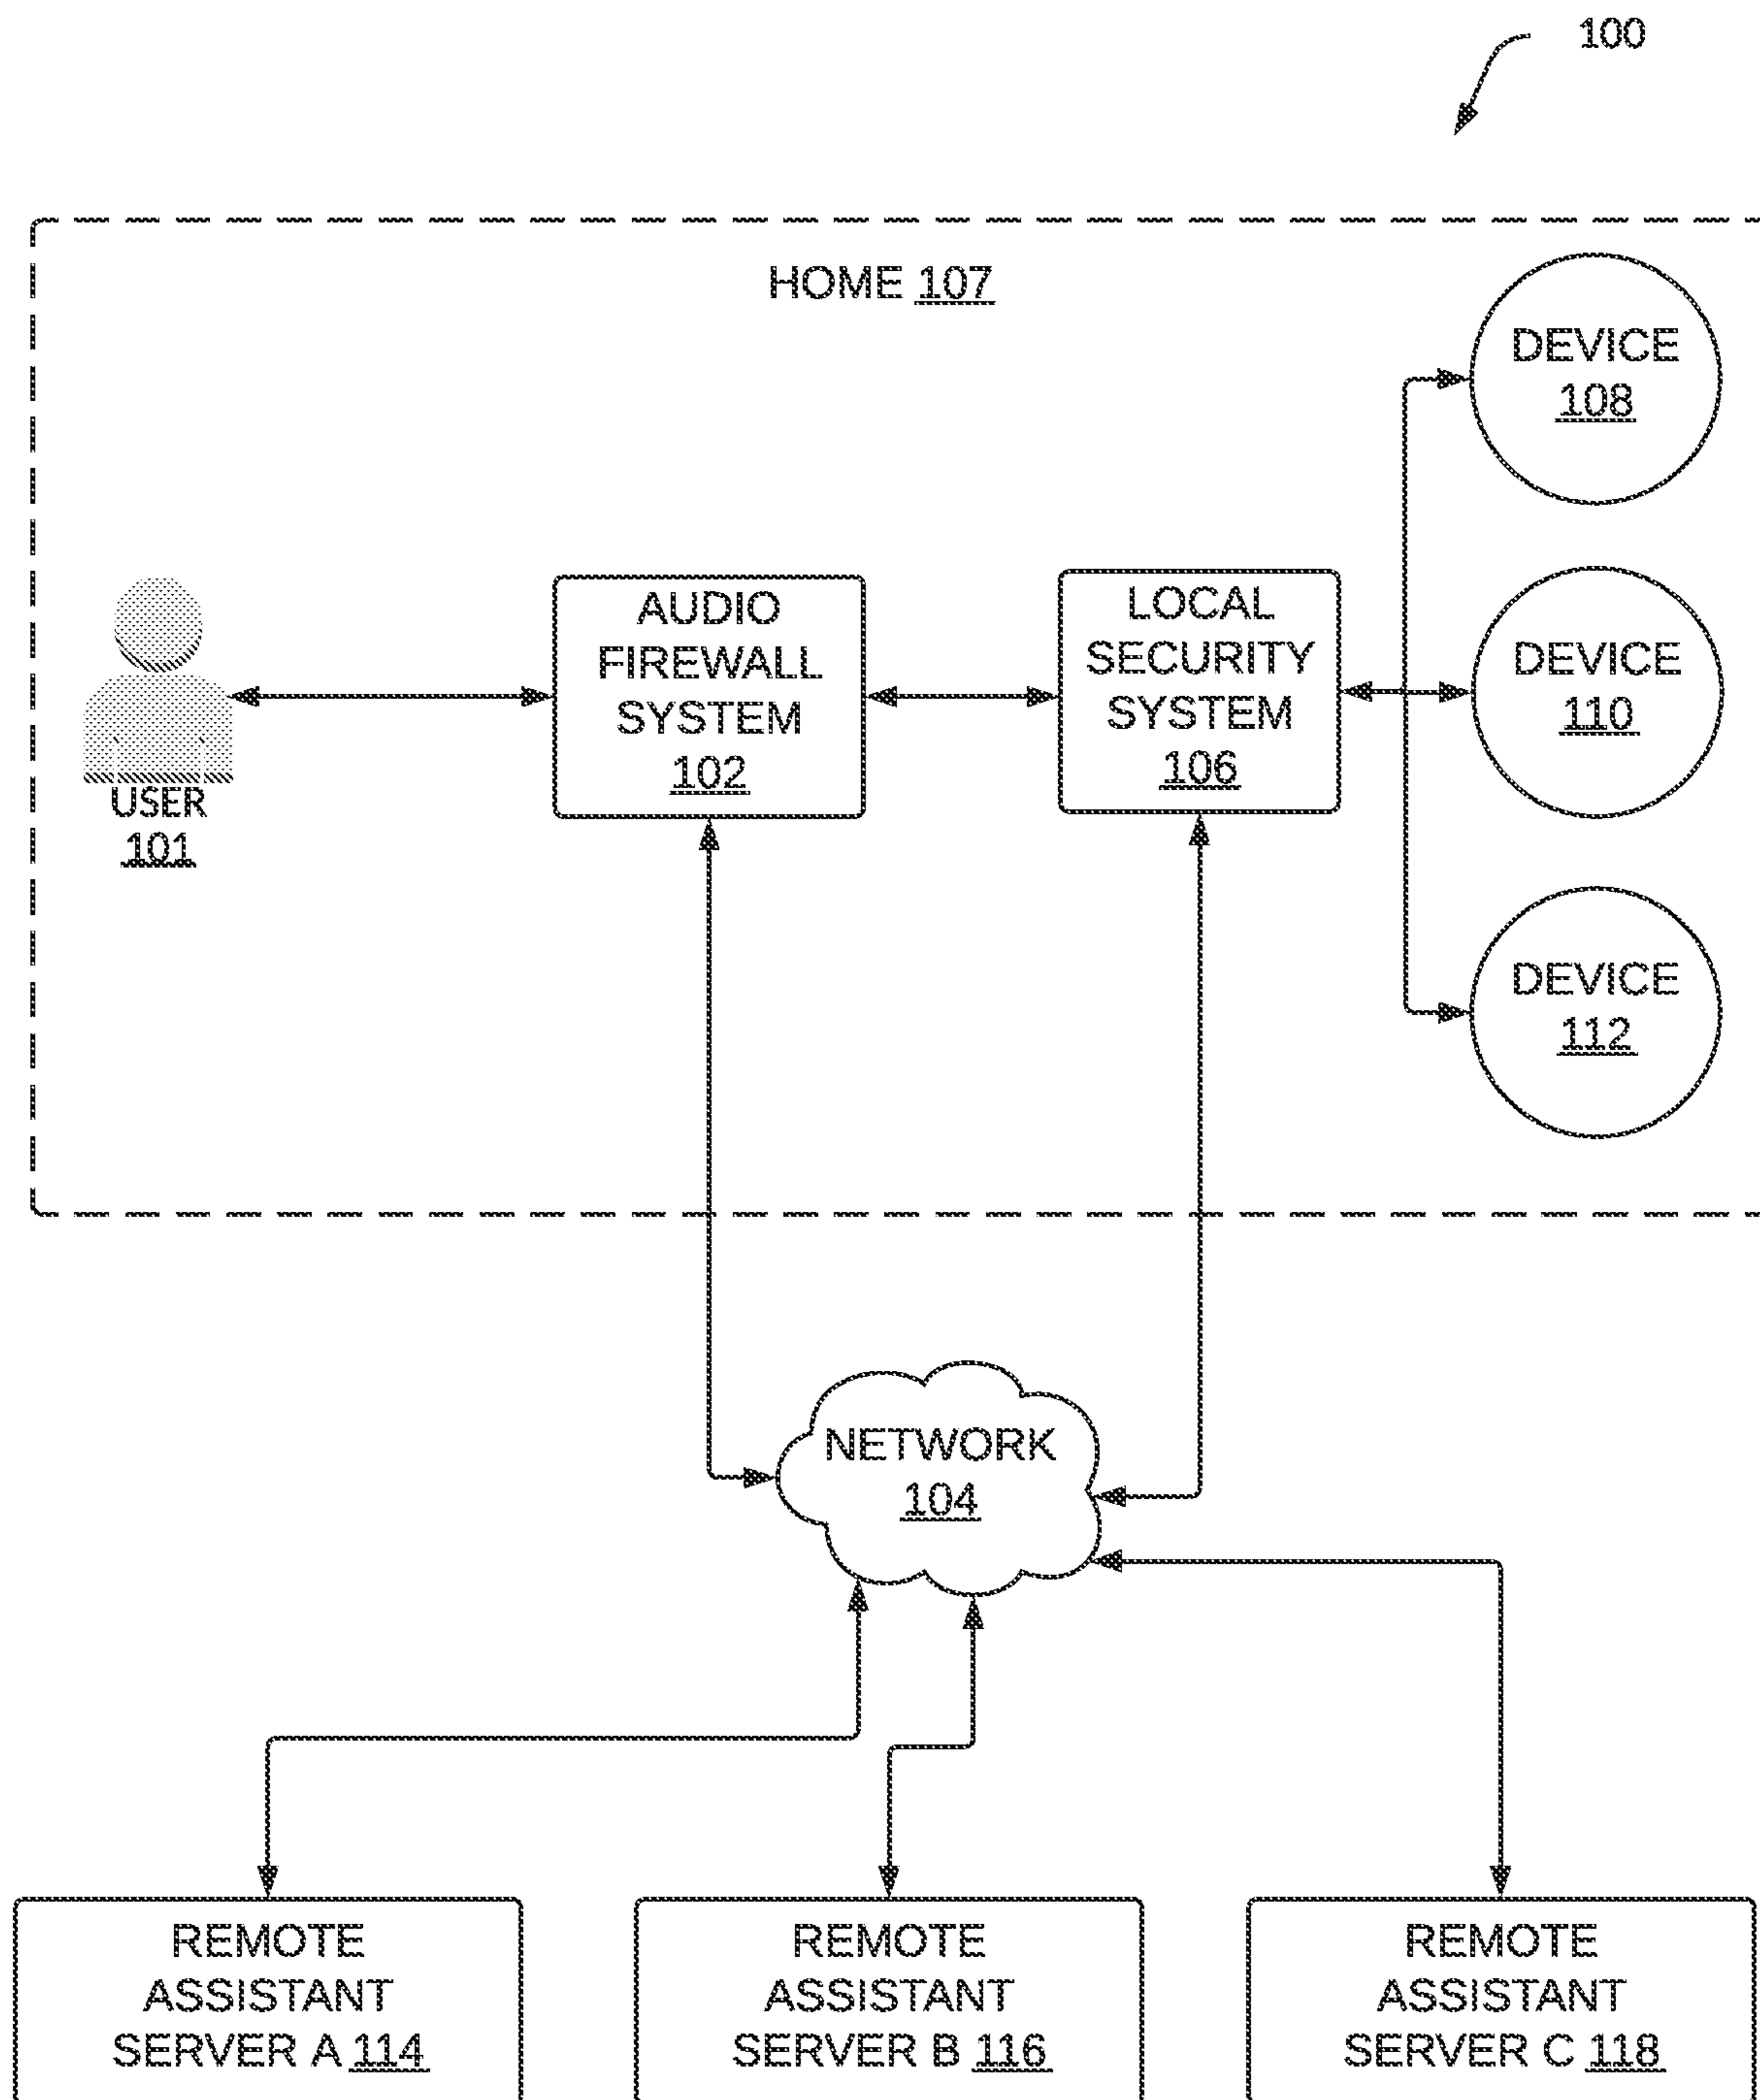 100
HOME 107
DEVICE
108
AUDIO
FIREWALL
SYSTEM
102
LOCAL
SECURITY
SYSTEM
106
DEVICE
110
USER
101
DEVICE
112
NETWORK
104
REMOTE
ASSISTANT
SERVER A 114
REMOTE
ASSISTANT
SERVER B 116
REMOTE
ASSISTANT
SERVER C 118